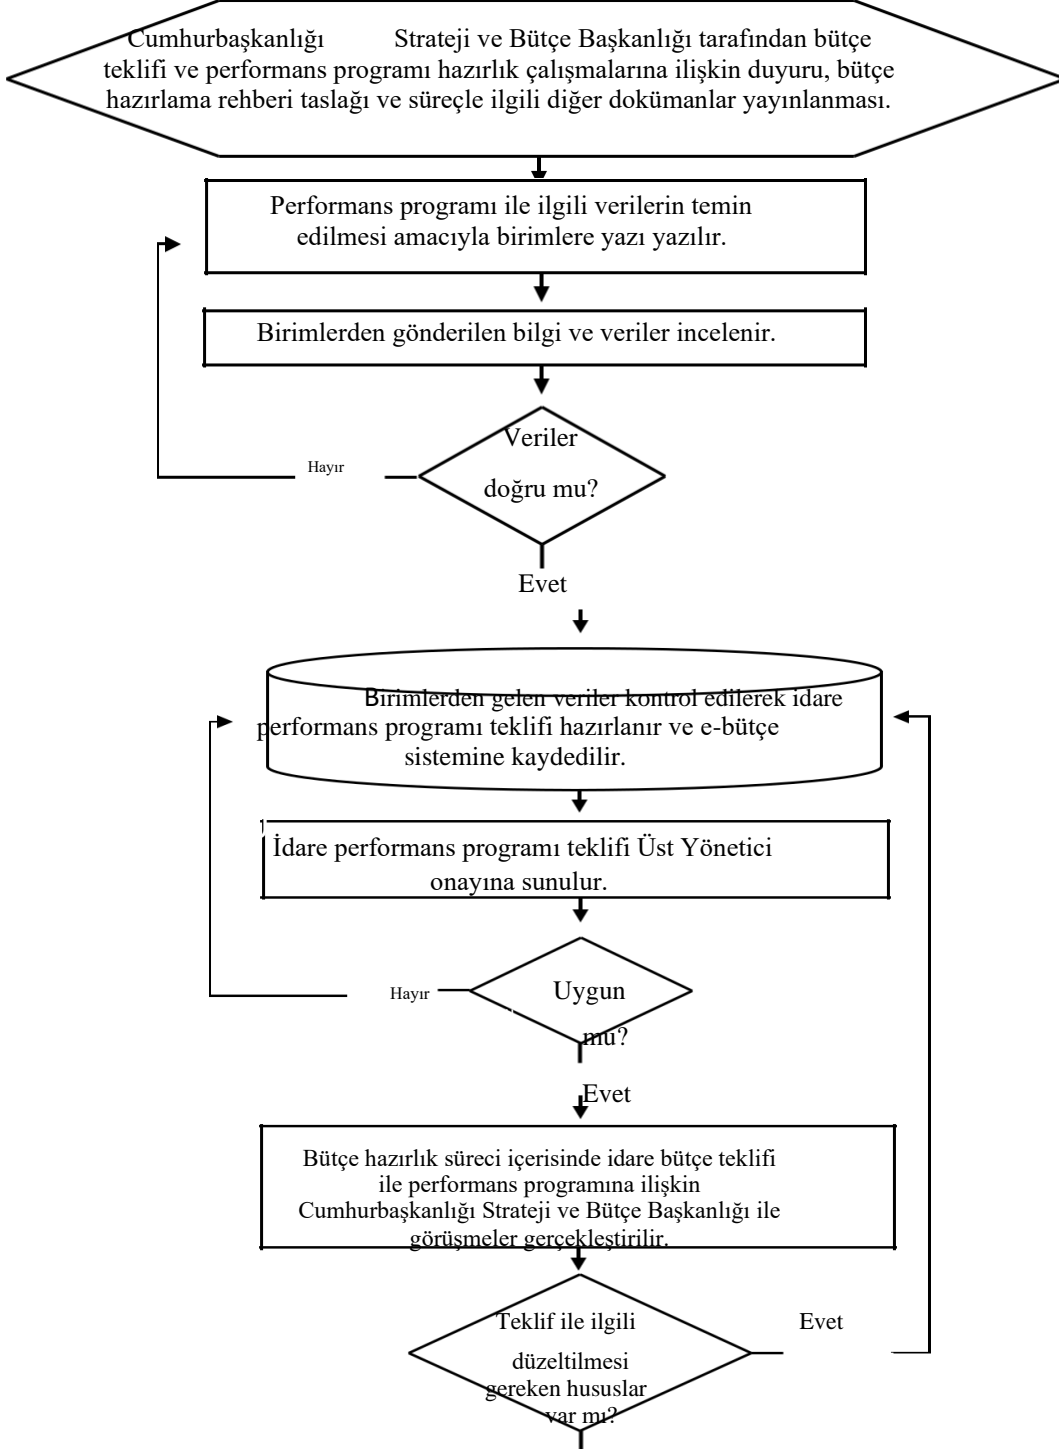 Cumhurbaşkanlığı Strateji ve Bütçe Başkanlığı tarafından bütçe
teklifi ve performans programı hazırlık çalışmalarına ilişkin duyuru, bütçe
hazırlama rehberi taslağı ve süreçle ilgili diğer dokümanlar yayınlanması.
Performans programı ile ilgili verilerin temin
edilmesi amacıyla birimlere yazı yazılır.
Birimlerden gönderilen bilgi ve veriler incelenir.
Veriler
doğru mu?
Hayır
Evet
Birimlerden gelen veriler kontrol edilerek idare
performans programı teklifi hazırlanır ve e-bütçe
sistemine kaydedilir.
İdare performans programı teklifi Üst Yönetici
onayına sunulur.
Uygun
mu?
Hayır
Evet
Bütçe hazırlık süreci içerisinde idare bütçe teklifi
ile performans programına ilişkin
Cumhurbaşkanlığı Strateji ve Bütçe Başkanlığı ile
görüşmeler gerçekleştirilir.
Teklif ile ilgili
düzeltilmesi
gereken hususlar
var mı?
Evet